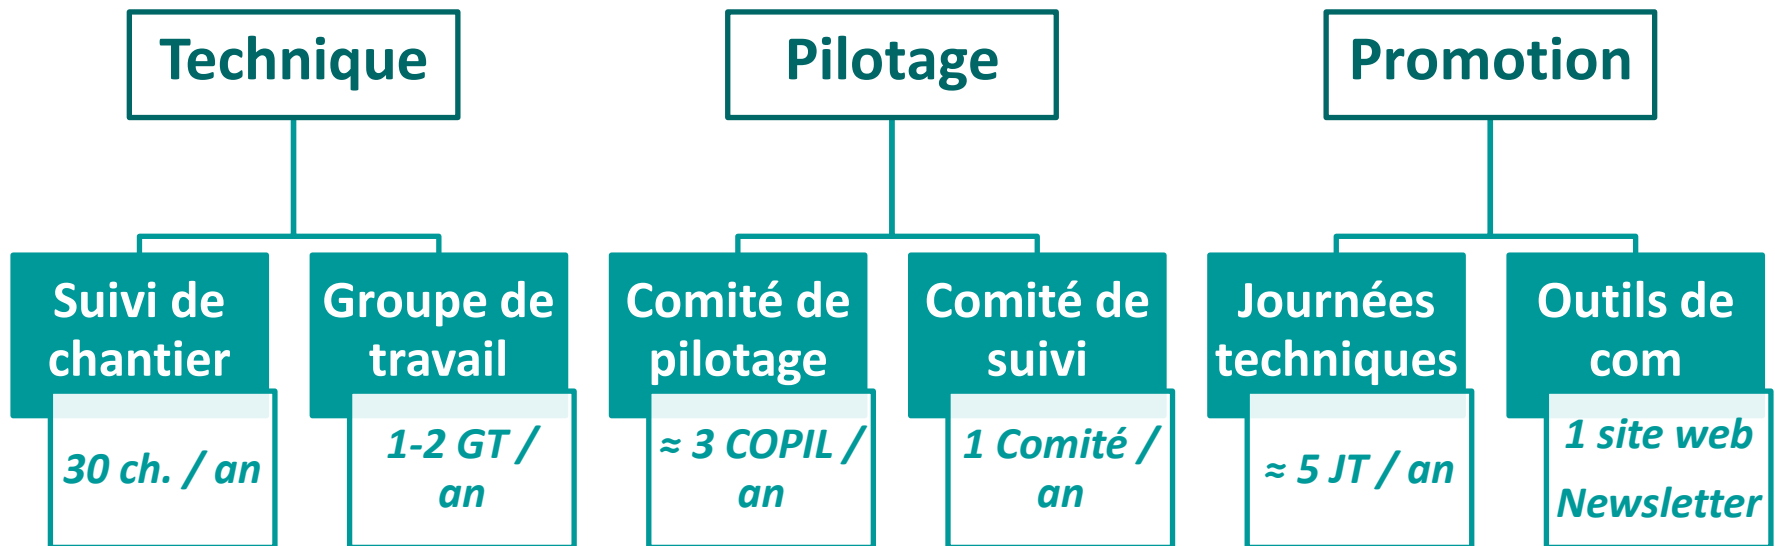 Technique
Pilotage
Promotion
Suivi de
chantier
30 ch. / an
Groupe de
travail
1-2 GT /
an
Comité de
pilotage
≈ 3 COPIL /
an
Comité de
suivi
1 Comité /
an
Journées
techniques
≈ 5 JT / an
Outils de
com
1 site web
Newsletter